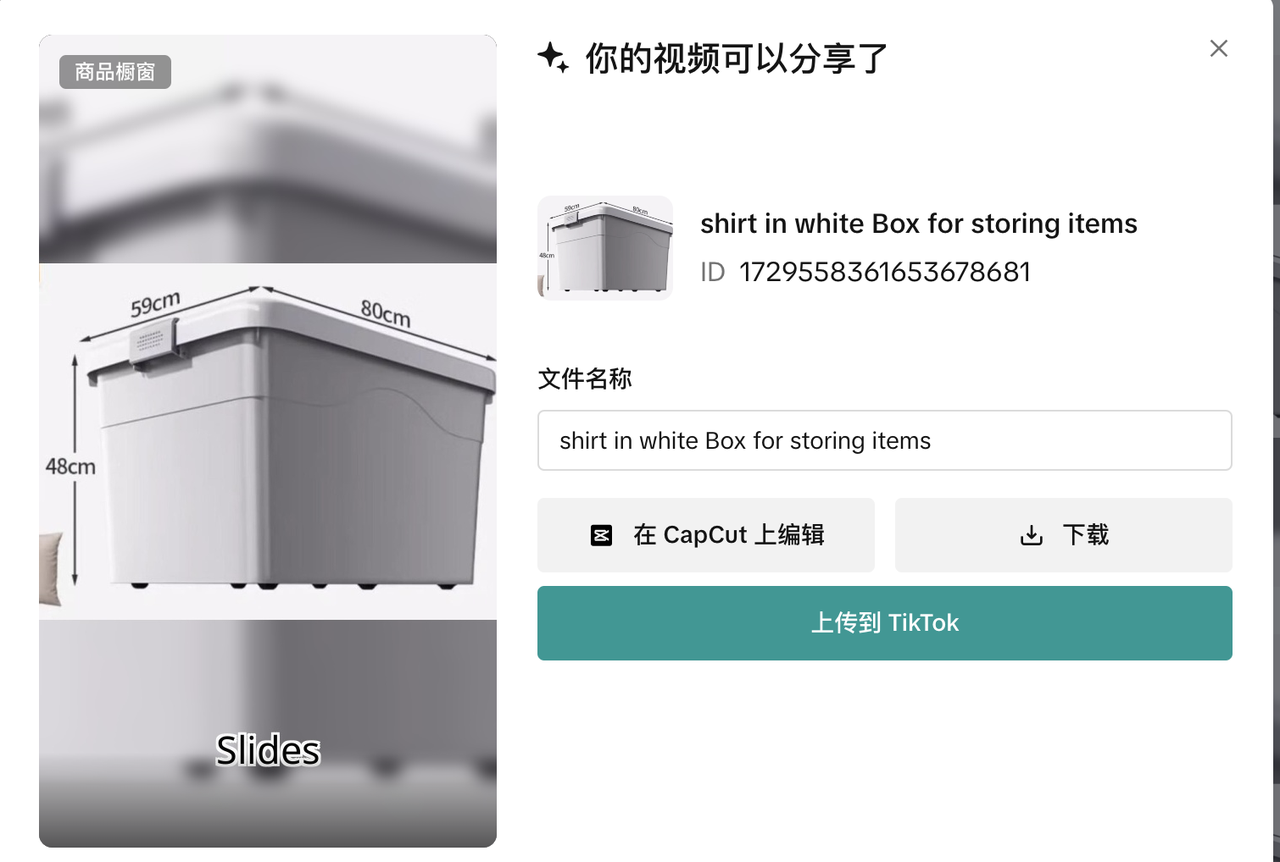 商品橱窗
59cm
80cm
48cm
Slides
你的视频可以分享了
59cm
80cm
48cm
shirt in white Box for storing items
ID 1729558361653678681
文件名称
shirt in white Box for storing items
在 CapCut 上编辑
下载
上传到 TikTok